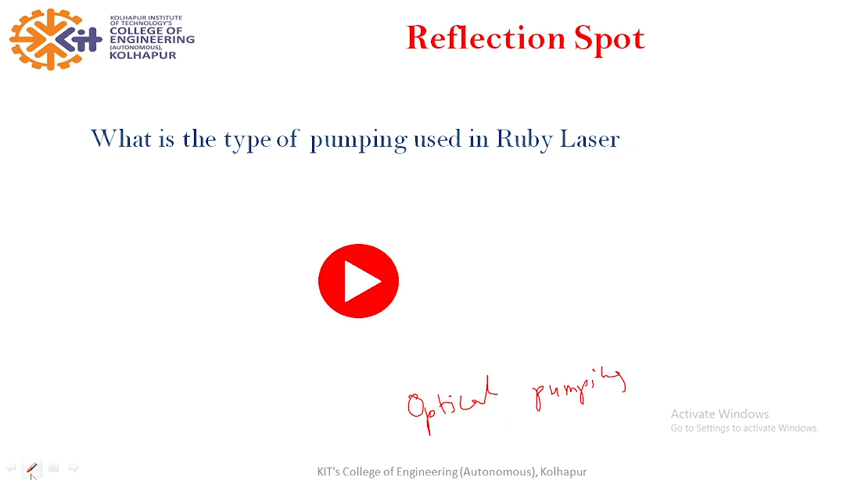 KOLHAPUR INSTITUTE
OF TECHNOLOGY'S
COLLEGE OF
ENGINEERING
(AUTONOMOUS),
KOLHAPUR
KIT
Reflection Spot
What is the type of pumping used in Ruby Laser
Optical pumping
Activate Windows
Go to Settings to activate Windows.
KIT's College of Engineering (Autonomous), Kolhapur